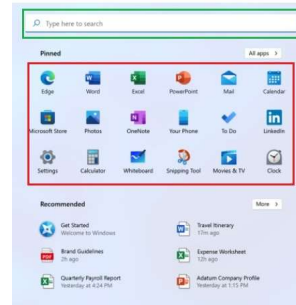 Type here to search
Pinned
All apps >
Edge Word Excel PowerPoint Mail Calendar
Microsoft Store Photos OneNote Your Phone To Do LinkedIn
Settings Calculator Whiteboard Snipping Tool Movies & TV Clock
Recommended
More >
Get Started
Welcome to Windows
Travel Itinerary
17m ago
Brand Guidelines
2h ago
Expense Worksheet
12h ago
Quarterly Payroll Report
Yesterday at 4:24 PM
Adatum Company Profile
Yesterday at 1:15 PM